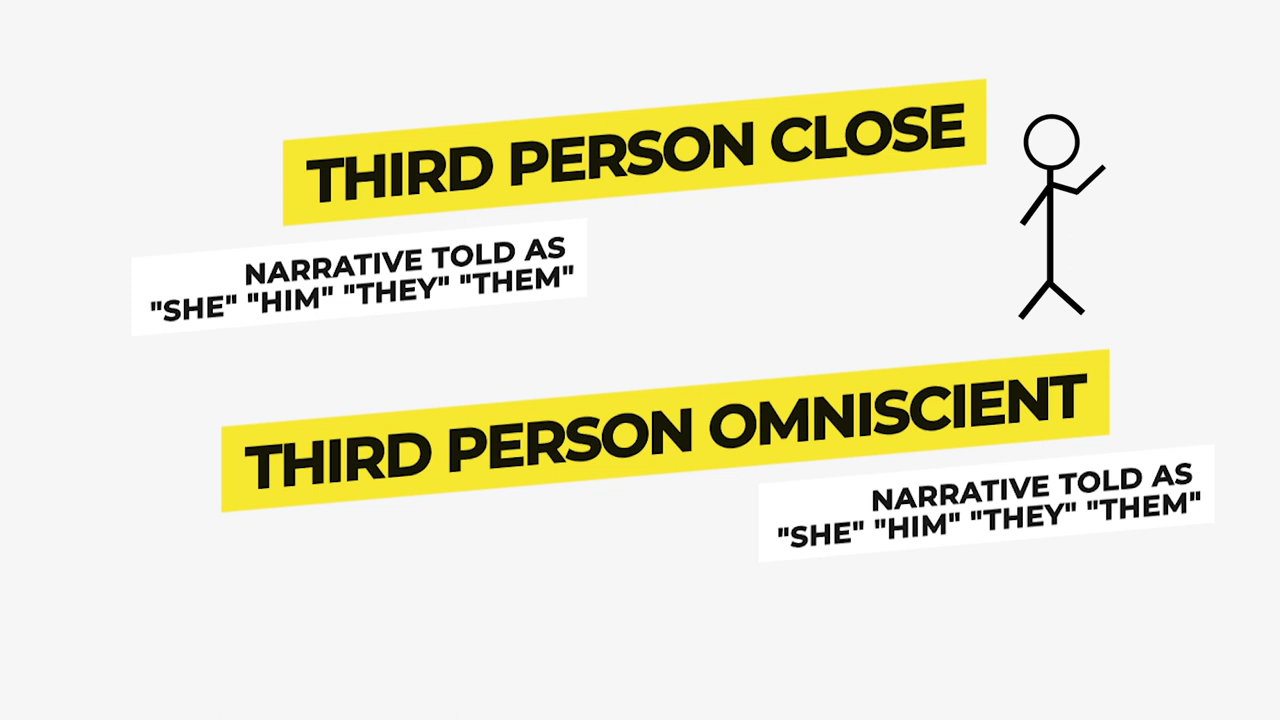 THIRD PERSON CLOSE
NARRATIVE TOLD AS
"SHE" "HIM" "THEY" "THEM"
THIRD PERSON OMNISCIENT
NARRATIVE TOLD AS
"SHE" "HIM" "THEY" "THEM"